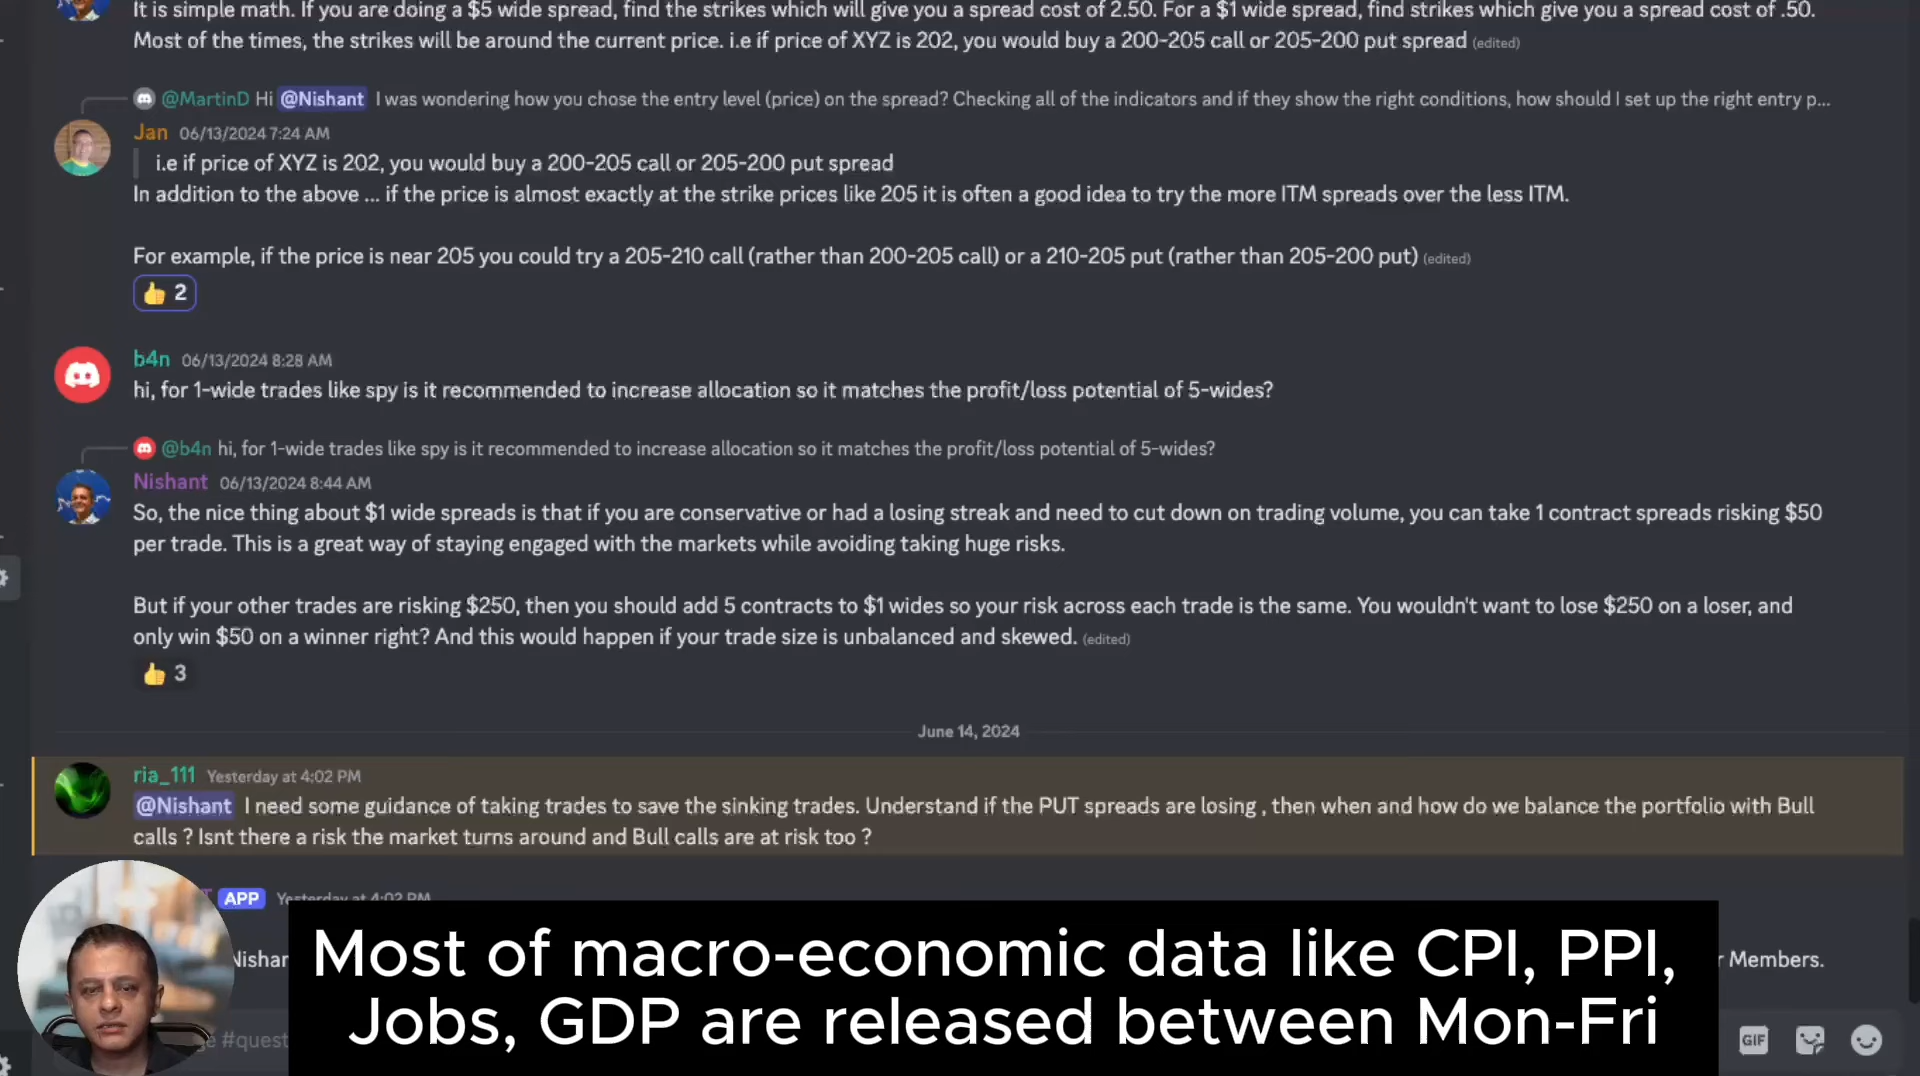 It is simple math. If you are doing a $5 wide spread, find the strikes which will give you a spread cost of 2.50. For a $1 wide spread, find strikes which give you a spread cost of .50.
Most of the times, the strikes will be around the current price. i.e if price of XYZ is 202, you would buy a 200-205 call or 205-200 put spread (edited)
@MartinD Hi @Nishant I was wondering how you chose the entry level (price) on the spread? Checking all of the indicators and if they show the right conditions, how should I set up the right entry p...
Jan 06/13/2024 7:24 AM
i.e if price of XYZ is 202, you would buy a 200-205 call or 205-200 put spread
In addition to the above ... if the price is almost exactly at the strike prices like 205 it is often a good idea to try the more ITM spreads over the less ITM.
For example, if the price is near 205 you could try a 205-210 call (rather than 200-205 call) or a 210-205 put (rather than 205-200 put) (edited)
👍 2
b4n 06/13/2024 8:28 AM
hi, for 1-wide trades like spy is it recommended to increase allocation so it matches the profit/loss potential of 5-wides?
@b4n hi, for 1-wide trades like spy is it recommended to increase allocation so it matches the profit/loss potential of 5-wides?
Nishant 06/13/2024 8:44 AM
So, the nice thing about $1 wide spreads is that if you are conservative or had a losing streak and need to cut down on trading volume, you can take 1 contract spreads risking $50
per trade. This is a great way of staying engaged with the markets while avoiding taking huge risks.
But if your other trades are risking $250, then you should add 5 contracts to $1 wides so your risk across each trade is the same. You wouldn't want to lose $250 on a loser, and
only win $50 on a winner right? And this would happen if your trade size is unbalanced and skewed. (edited)
👍 3
June 14, 2024
ria_111 Yesterday at 4:02 PM
@Nishant I need some guidance of taking trades to save the sinking trades. Understand if the PUT spreads are losing , then when and how do we balance the portfolio with Bull
calls ? Isnt there a risk the market turns around and Bull calls are at risk too ?
APP Yesterday at 4:02 PM
Members.
Most of macro-economic data like CPI, PPI,
Jobs, GDP are released between Mon-Fri
GIF